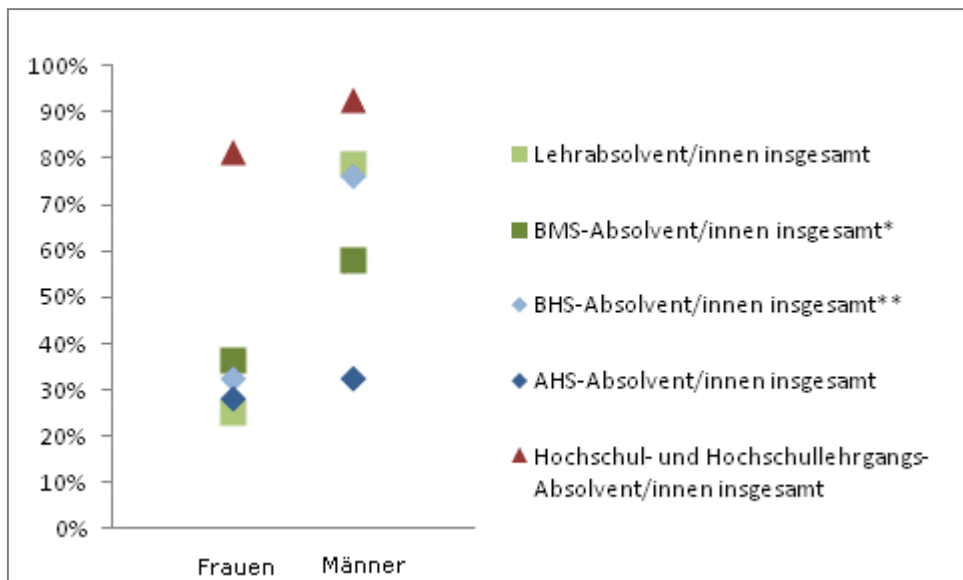 100%
90%
80%
70%
60%
50%
40%
30%
20%
10%
0%
Frauen
Männer
Lehrabsolvent/innen insgesamt
BMS-Absolvent/innen insgesamt*
BHS-Absolvent/innen insgesamt**
AHS-Absolvent/innen insgesamt
Hochschul- und Hochschullehrgangs-
Absolvent/innen insgesamt